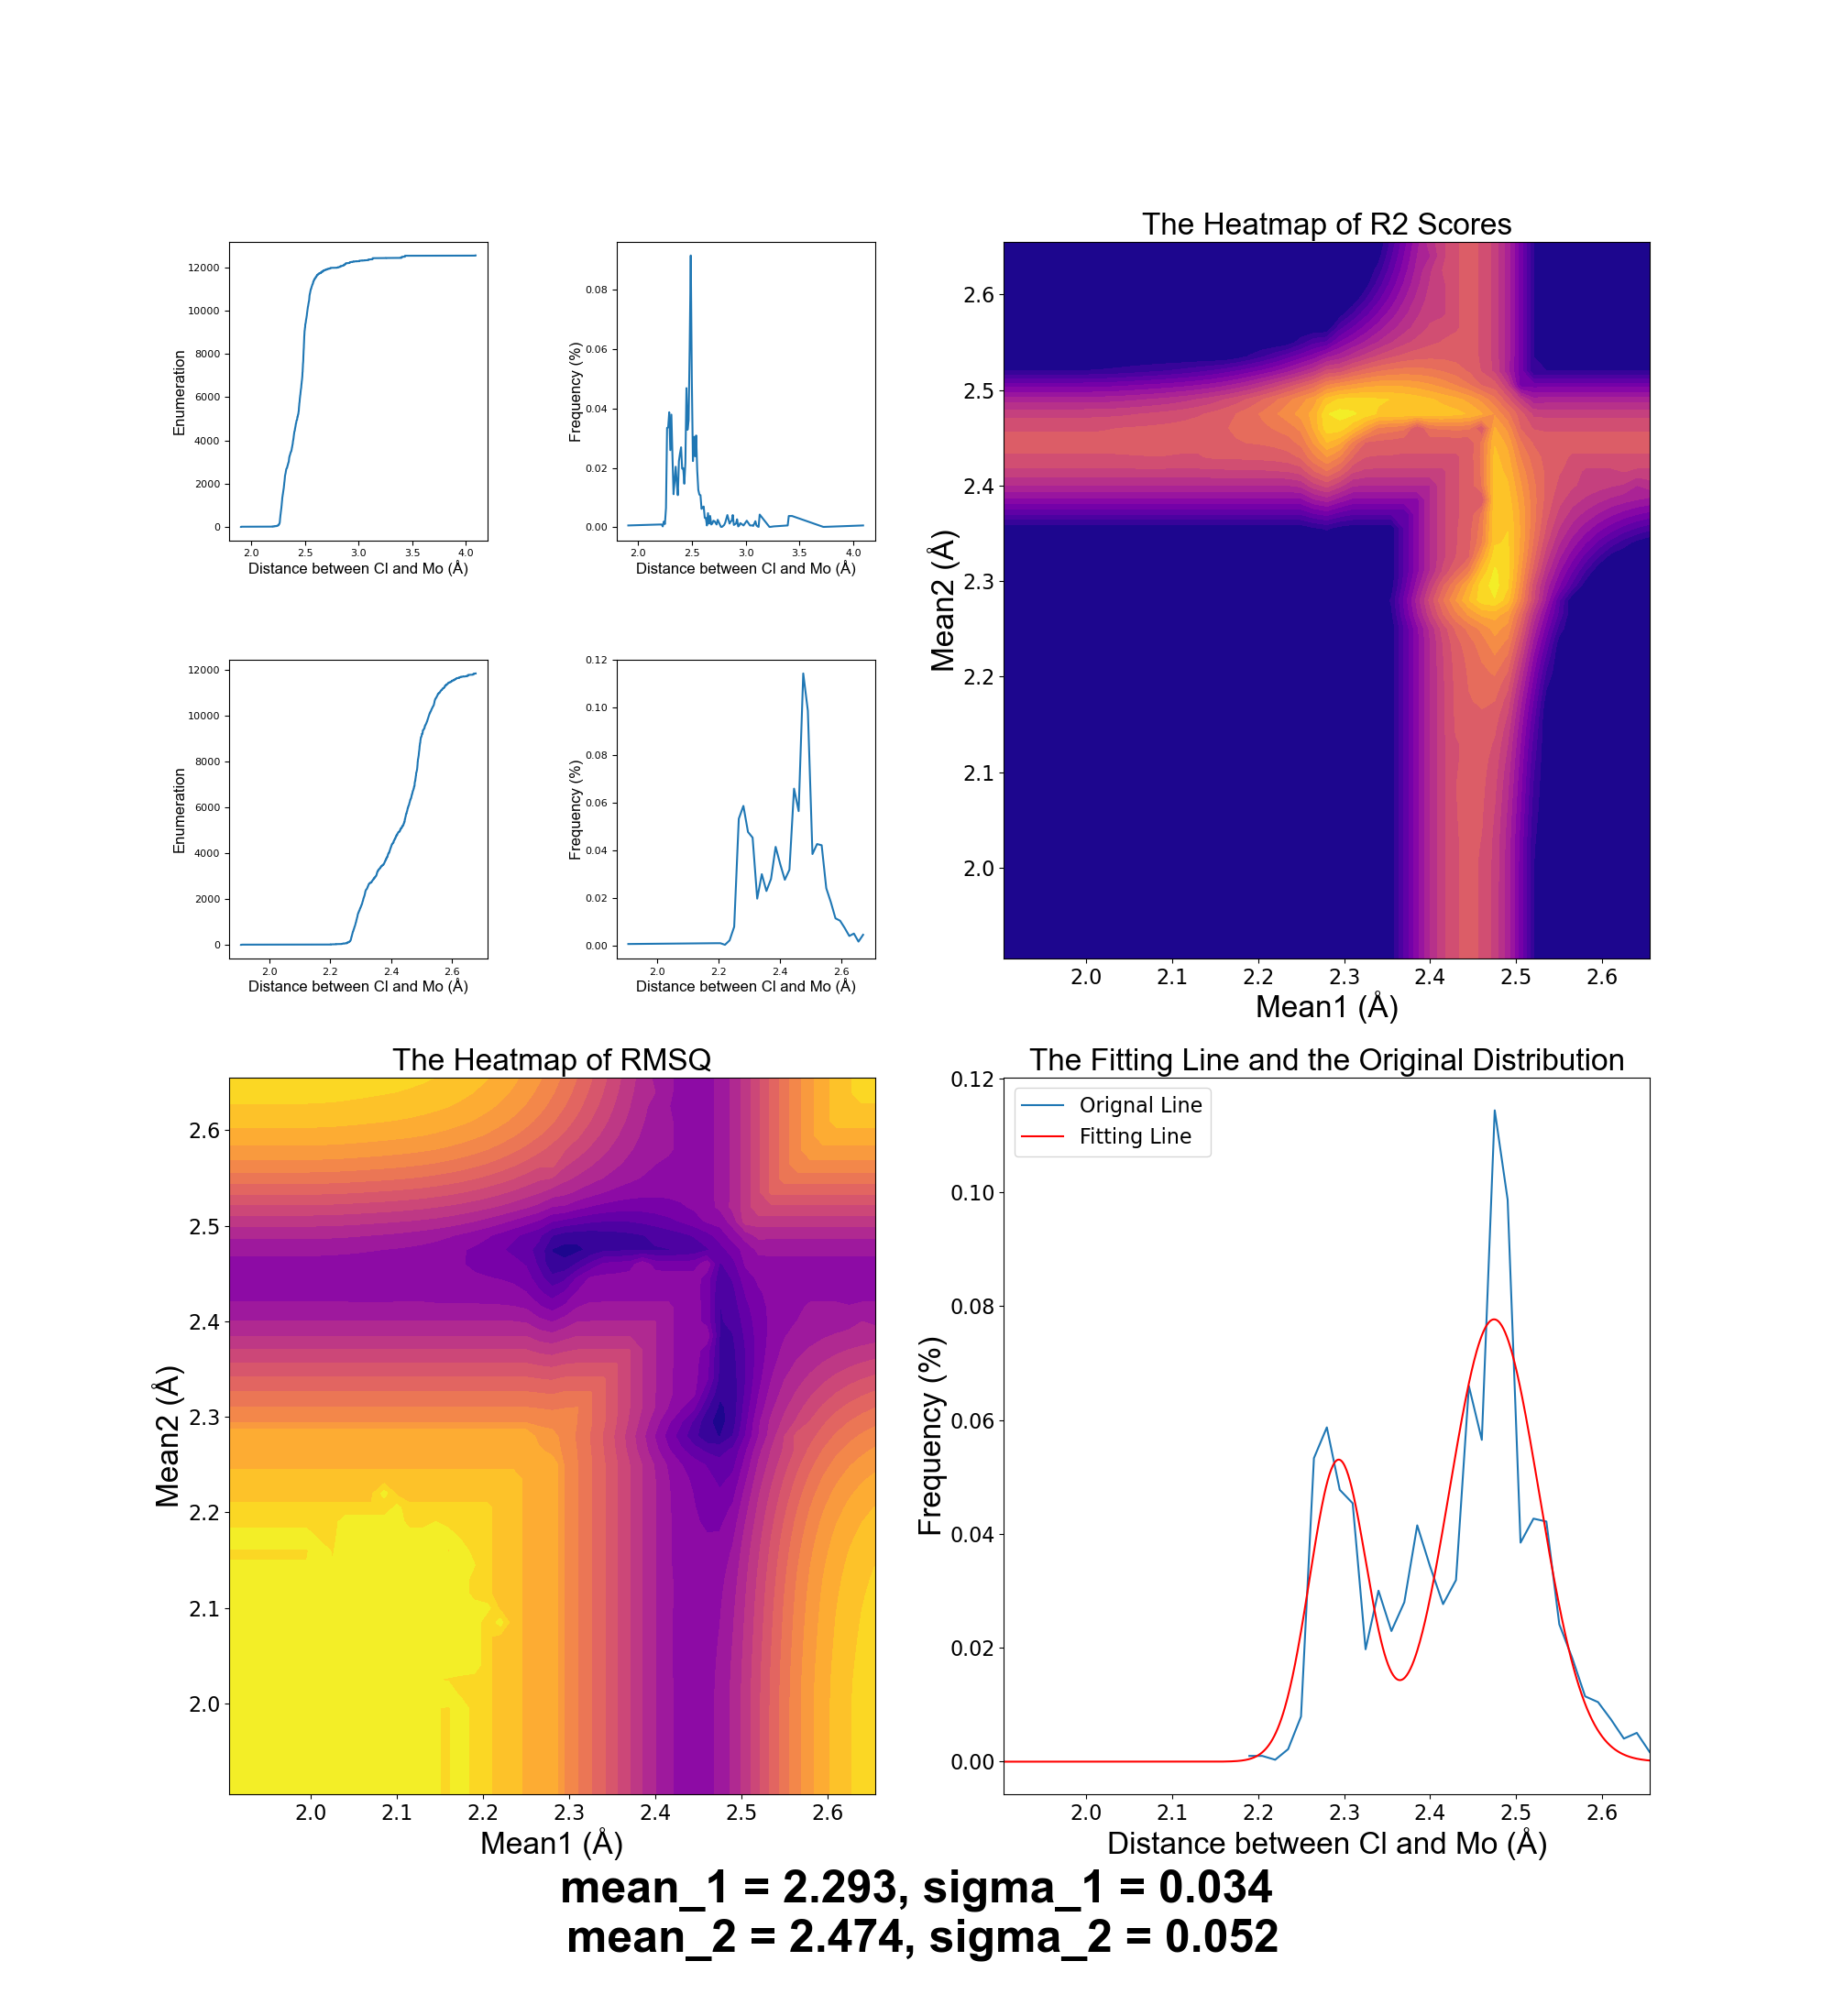 The Heatmap of R2 Scores
12000
10000
8000
6000
4000
2000
0
Enumeration
2.0 2.5 3.0 3.5 4.0
Distance between Cl and Mo (Å)
0.08
0.06
0.04
0.02
0.00
Frequency (%)
2.0 2.5 3.0 3.5 4.0
Distance between Cl and Mo (Å)
2.6
2.5
2.4
2.3
2.2
2.1
2.0
Mean2 (Å)
2.0 2.1 2.2 2.3 2.4 2.5 2.6
Mean1 (Å)
12000
10000
8000
6000
4000
2000
0
Enumeration
2.0 2.2 2.4 2.6
Distance between Cl and Mo (Å)
0.12
0.10
0.08
0.06
0.04
0.02
0.00
Frequency (%)
2.0 2.2 2.4 2.6
Distance between Cl and Mo (Å)
The Heatmap of RMSQ
2.6
2.5
2.4
2.3
2.2
2.1
2.0
Mean2 (Å)
2.0 2.1 2.2 2.3 2.4 2.5 2.6
Mean1 (Å)
The Fitting Line and the Original Distribution
Orignal Line
Fitting Line
0.12
0.10
0.08
0.06
0.04
0.02
0.00
Frequency (%)
2.0 2.1 2.2 2.3 2.4 2.5 2.6
Distance between Cl and Mo (Å)
mean_1 = 2.293, sigma_1 = 0.034
mean_2 = 2.474, sigma_2 = 0.052